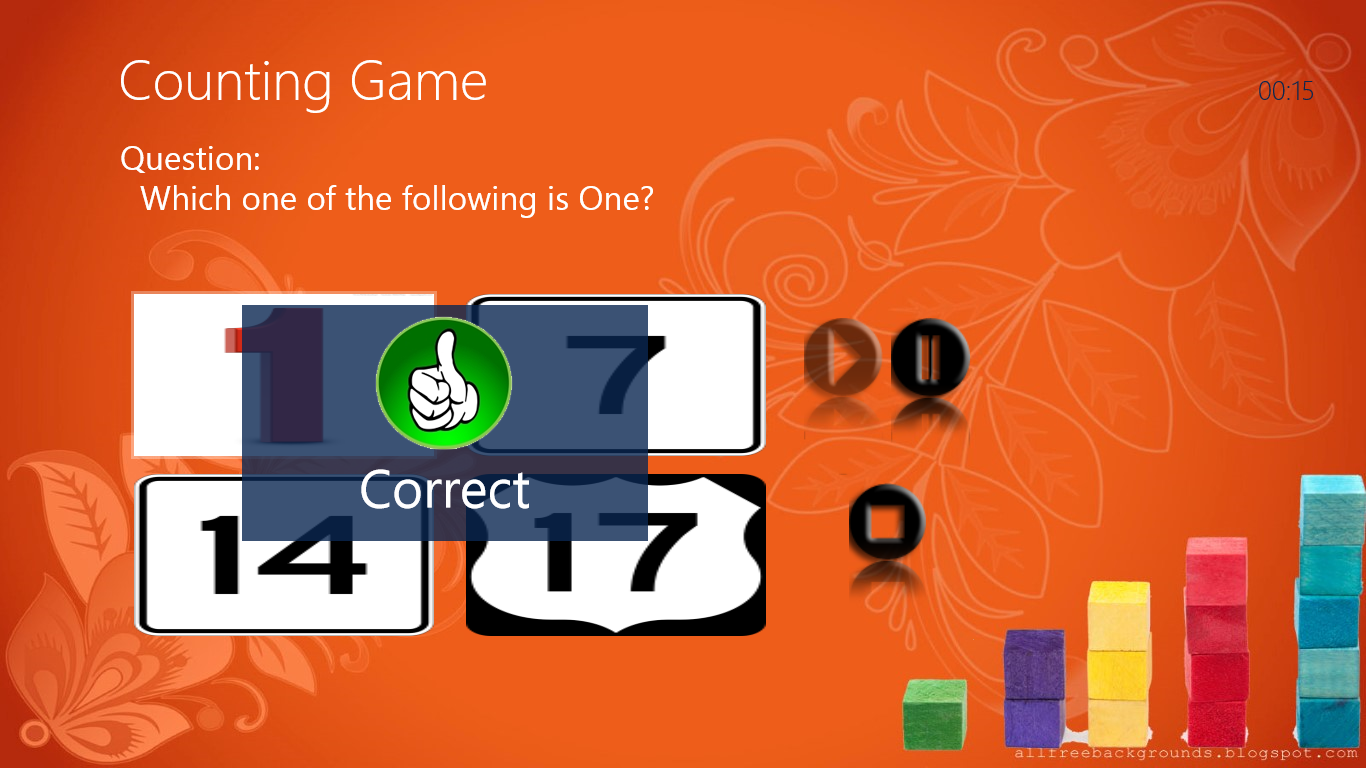 Counting Game
00:15
Question:
Which one of the following is One?
1
7
Correct
14
17
allfreebackgrounds.blogspot.com